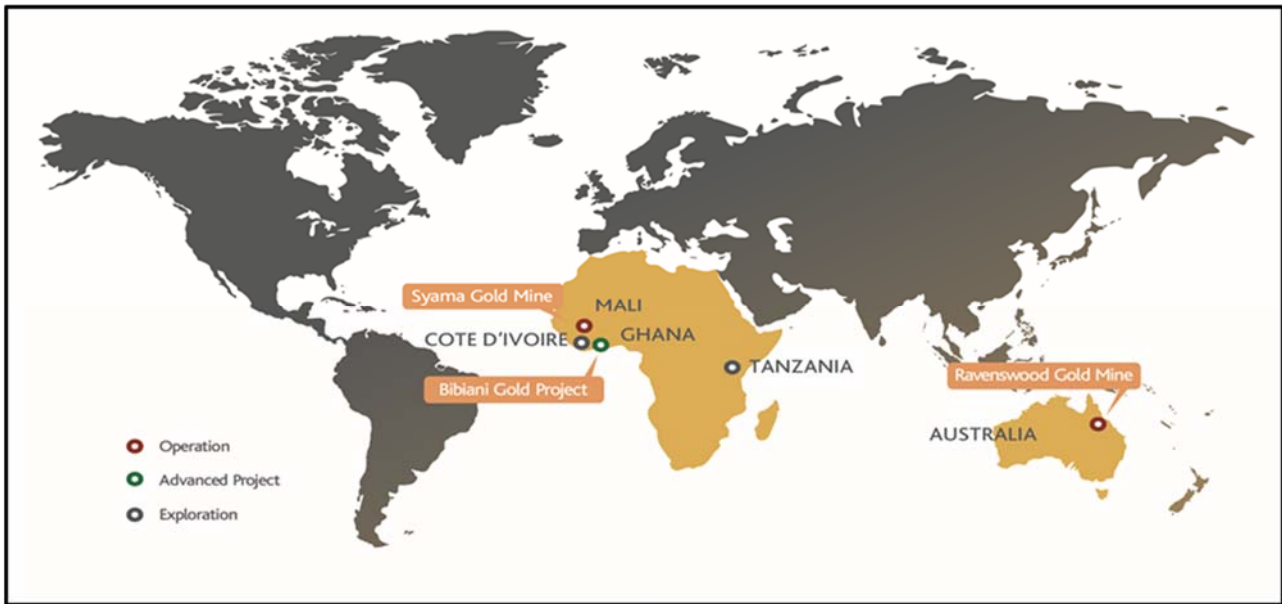 Syama Gold Mine
MALI
COTE D'IVOIRE
GHANA
Bibiani Gold Project
TANZANIA
Ravenswood Gold Mine
AUSTRALIA
Operation
Advanced Project
Exploration